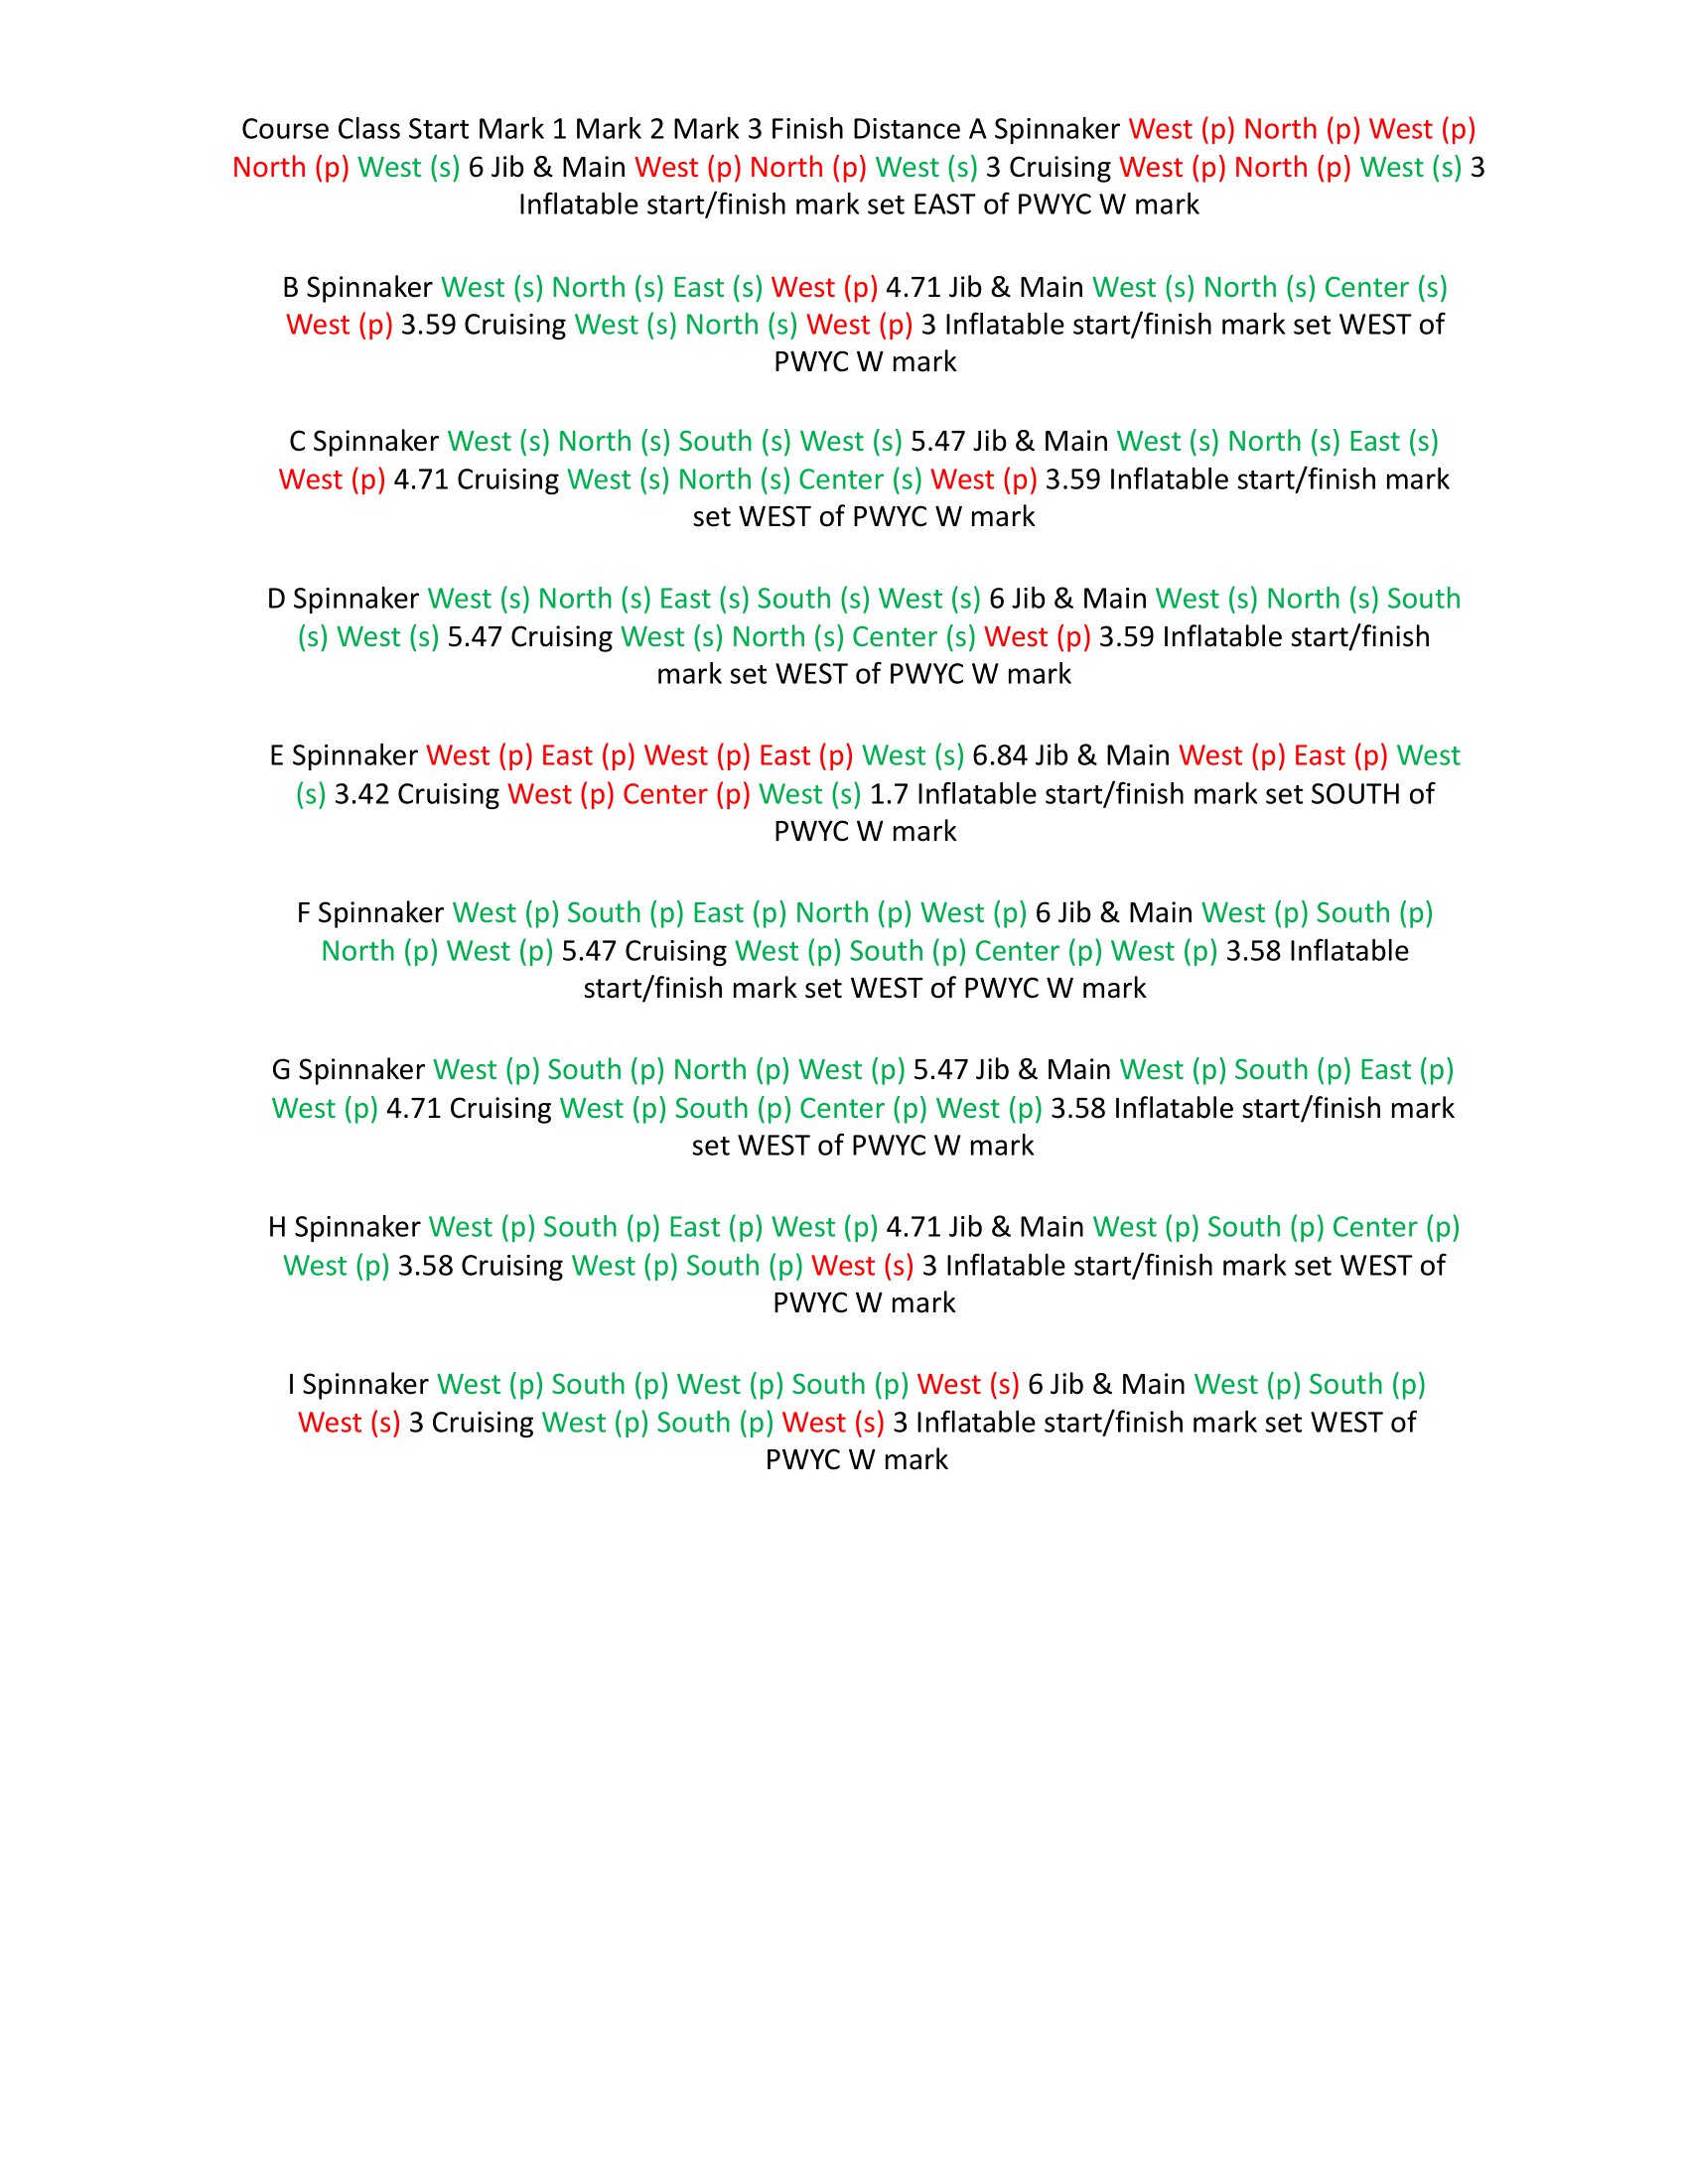 Course Class Start Mark 1 Mark 2 Mark 3 Finish Distance A Spinnaker West (p) North (p) West (p)
North (p) West (s) 6 Jib & Main West (p) North (p) West (s) 3 Cruising West (p) North (p) West (s) 3
Inflatable start/finish mark set EAST of PWYC W mark
B Spinnaker West (s) North (s) East (s) West (p) 4.71 Jib & Main West (s) North (s) Center (s)
West (p) 3.59 Cruising West (s) North (s) West (p) 3 Inflatable start/finish mark set WEST of
PWYC W mark
C Spinnaker West (s) North (s) South (s) West (s) 5.47 Jib & Main West (s) North (s) East (s)
West (p) 4.71 Cruising West (s) North (s) Center (s) West (p) 3.59 Inflatable start/finish mark
set WEST of PWYC W mark
D Spinnaker West (s) North (s) East (s) South (s) West (s) 6 Jib & Main West (s) North (s) South
(s) West (s) 5.47 Cruising West (s) North (s) Center (s) West (p) 3.59 Inflatable start/finish
mark set WEST of PWYC W mark
E Spinnaker West (p) East (p) West (p) East (p) West (s) 6.84 Jib & Main West (p) East (p) West
(s) 3.42 Cruising West (p) Center (p) West (s) 1.7 Inflatable start/finish mark set SOUTH of
PWYC W mark
F Spinnaker West (p) South (p) East (p) North (p) West (p) 6 Jib & Main West (p) South (p)
North (p) West (p) 5.47 Cruising West (p) South (p) Center (p) West (p) 3.58 Inflatable
start/finish mark set WEST of PWYC W mark
G Spinnaker West (p) South (p) North (p) West (p) 5.47 Jib & Main West (p) South (p) East (p)
West (p) 4.71 Cruising West (p) South (p) Center (p) West (p) 3.58 Inflatable start/finish mark
set WEST of PWYC W mark
H Spinnaker West (p) South (p) East (p) West (p) 4.71 Jib & Main West (p) South (p) Center (p)
West (p) 3.58 Cruising West (p) South (p) West (s) 3 Inflatable start/finish mark set WEST of
PWYC W mark
I Spinnaker West (p) South (p) West (p) South (p) West (s) 6 Jib & Main West (p) South (p)
West (s) 3 Cruising West (p) South (p) West (s) 3 Inflatable start/finish mark set WEST of
PWYC W mark